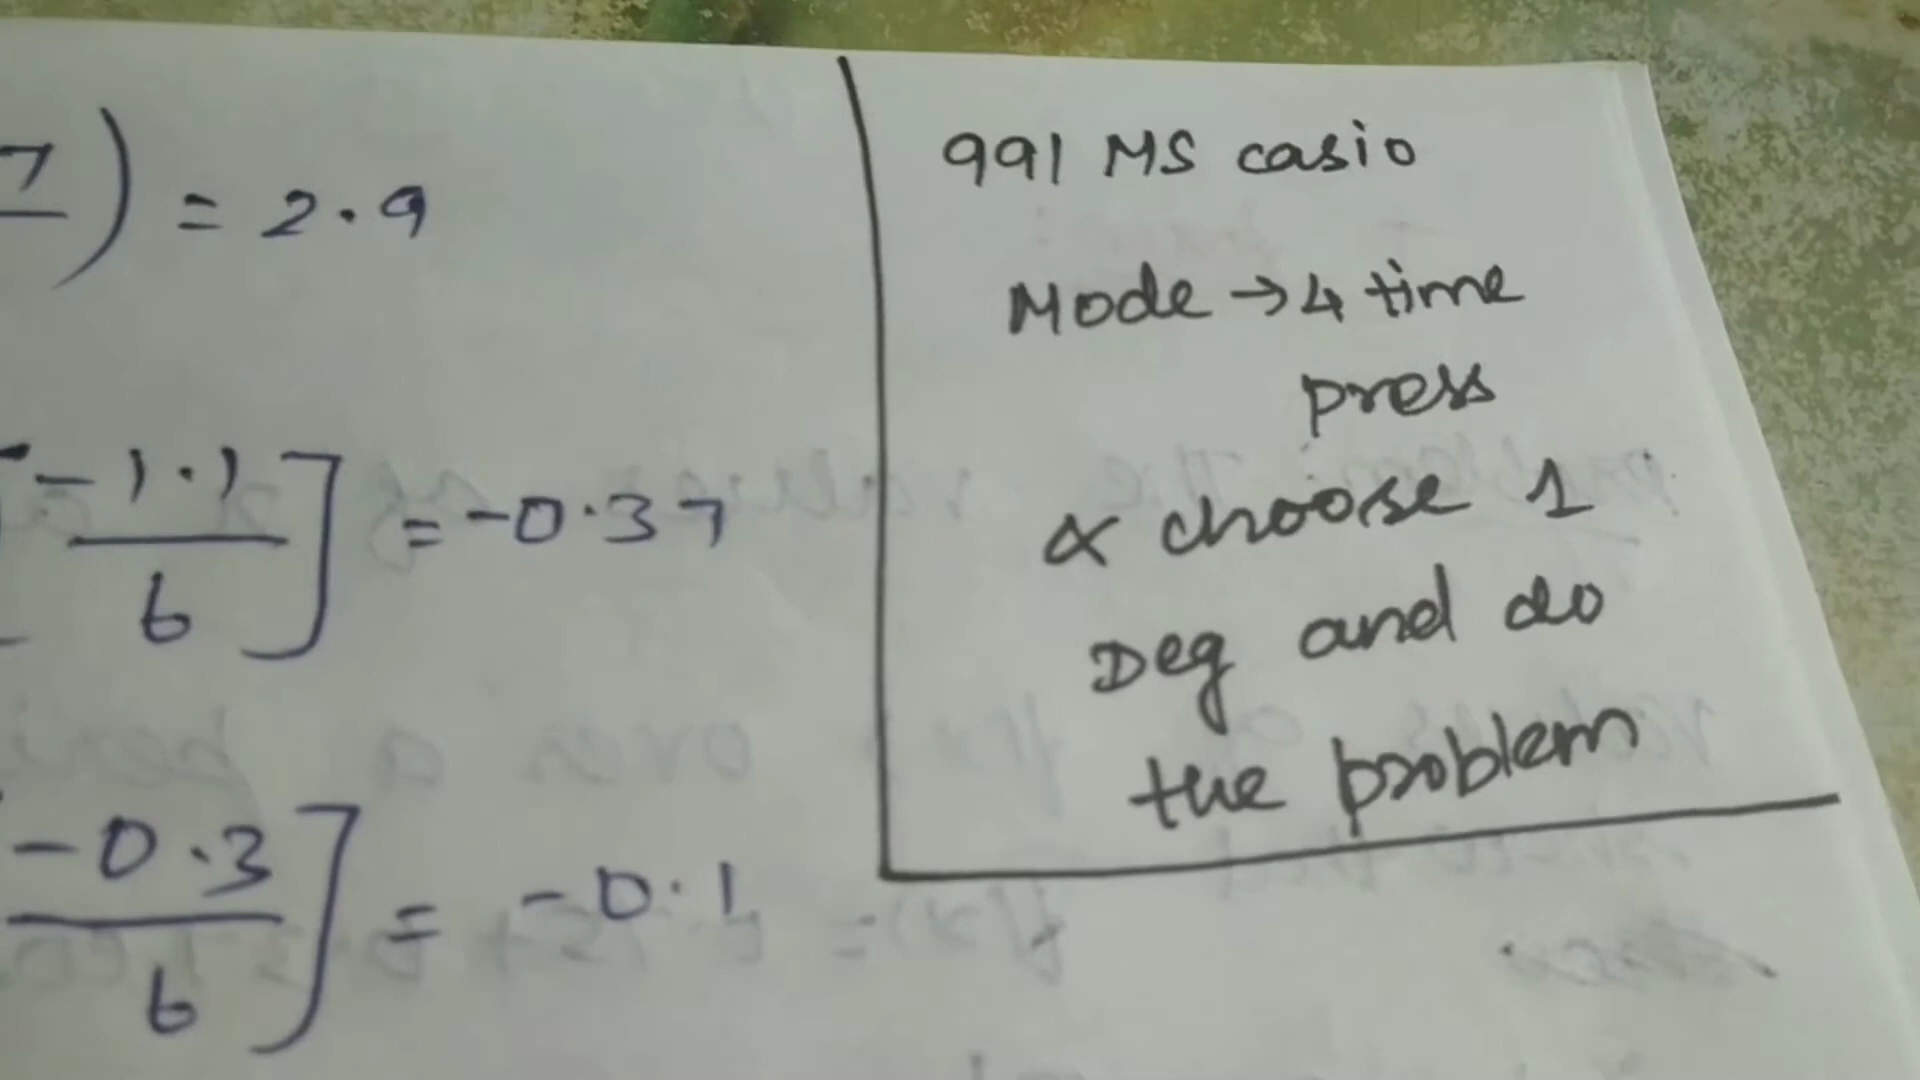 7
) = 2.9
-1.1
] = -0.37
6
-0.3
] = -0.1
6
991 MS casio
Mode → 4 time
press
& choose 1
Deg and do
the problem